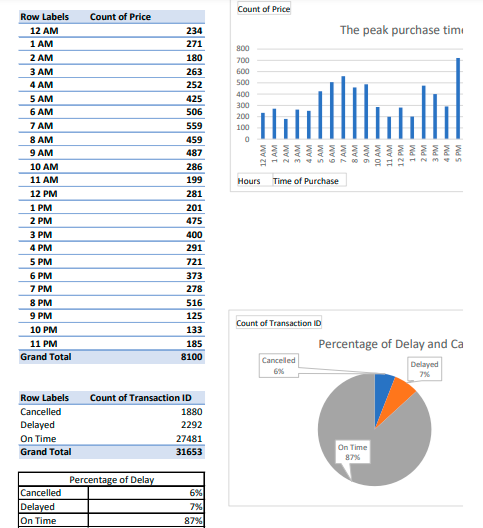 Row Labels Count of Price
12 AM 234
1 AM 271
2 AM 180
3 AM 263
4 AM 252
5 AM 425
6 AM 506
7 AM 559
8 AM 459
9 AM 487
10 AM 286
11 AM 199
12 PM 281
1 PM 201
2 PM 475
3 PM 400
4 PM 291
5 PM 721
6 PM 373
7 PM 278
8 PM 516
9 PM 125
10 PM 133
11 PM 185
Grand Total 8100
Row Labels Count of Transaction ID
Cancelled 1880
Delayed 2292
On Time 27481
Grand Total 31653
Percentage of Delay
Cancelled 6%
Delayed 7%
On Time 87%
Count of Price
The peak purchase time
800
700
600
500
400
300
200
100
0
12 AM
1 AM
2 AM
3 AM
4 AM
5 AM
6 AM
7 AM
8 AM
9 AM
10 AM
11 AM
12 PM
1 PM
2 PM
3 PM
4 PM
5 PM
Hours Time of Purchase
Count of Transaction ID
Percentage of Delay and Ca
Cancelled
6%
Delayed
7%
On Time
87%